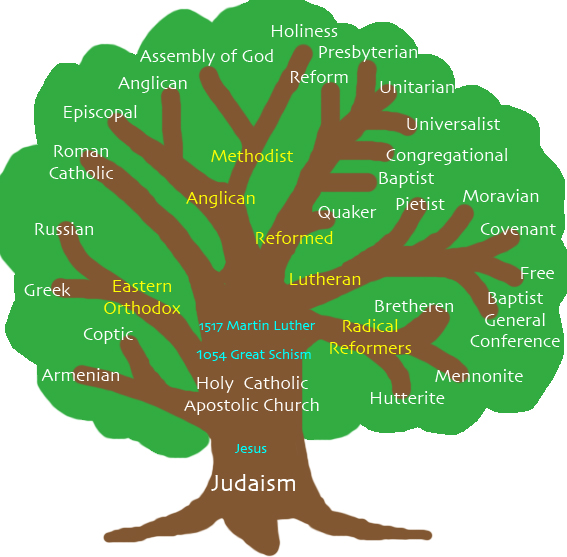 Holiness
Assembly of God
Presbyterian
Anglican
Reform
Unitarian
Episcopal
Universalist
Roman
Catholic
Methodist
Congregational
Baptist
Anglican
Pietist
Moravian
Quaker
Russian
Reformed
Covenant
Lutheran
Free
Greek
Eastern
Orthodox
Bretheren
Baptist
General
Conference
1517 Martin Luther
Radical
Reformers
Coptic
1054 Great Schism
Armenian
Holy Catholic
Apostolic Church
Mennonite
Hutterite
Jesus
Judaism